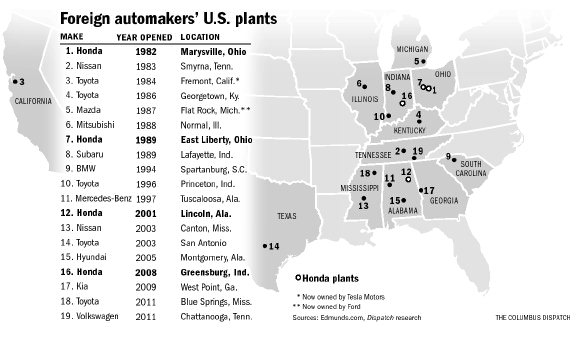 Foreign automakers' U.S. plants
MAKE YEAR OPENED LOCATION
1. Honda 1982 Marysville, Ohio
2. Nissan 1983 Smyrna, Tenn.
3. Toyota 1984 Fremont, Calif.*
4. Toyota 1986 Georgetown, Ky.
5. Mazda 1987 Flat Rock, Mich.**
6. Mitsubishi 1988 Normal, Ill.
7. Honda 1989 East Liberty, Ohio
8. Subaru 1989 Lafayette, Ind.
9. BMW 1994 Spartanburg, S.C.
10. Toyota 1996 Princeton, Ind.
11. Mercedes-Benz 1997 Tuscaloosa, Ala.
12. Honda 2001 Lincoln, Ala.
13. Nissan 2003 Canton, Miss.
14. Toyota 2003 San Antonio
15. Hyundai 2005 Montgomery, Ala.
16. Honda 2008 Greensburg, Ind.
17. Kia 2009 West Point, Ga.
18. Toyota 2011 Blue Springs, Miss.
19. Volkswagen 2011 Chattanooga, Tenn.
3
CALIFORNIA
MICHIGAN
5
INDIANA
OHIO
6
8
7
1
ILLINOIS
16
10
4
KENTUCKY
TENNESSEE
2
19
9
SOUTH
CAROLINA
18
11
12
MISSISSIPPI
17
13
15
GEORGIA
ALABAMA
TEXAS
14
Honda plants
* Now owned by Tesla Motors
** Now owned by Ford
Sources: Edmunds.com, Dispatch research
THE COLUMBUS DISPATCH